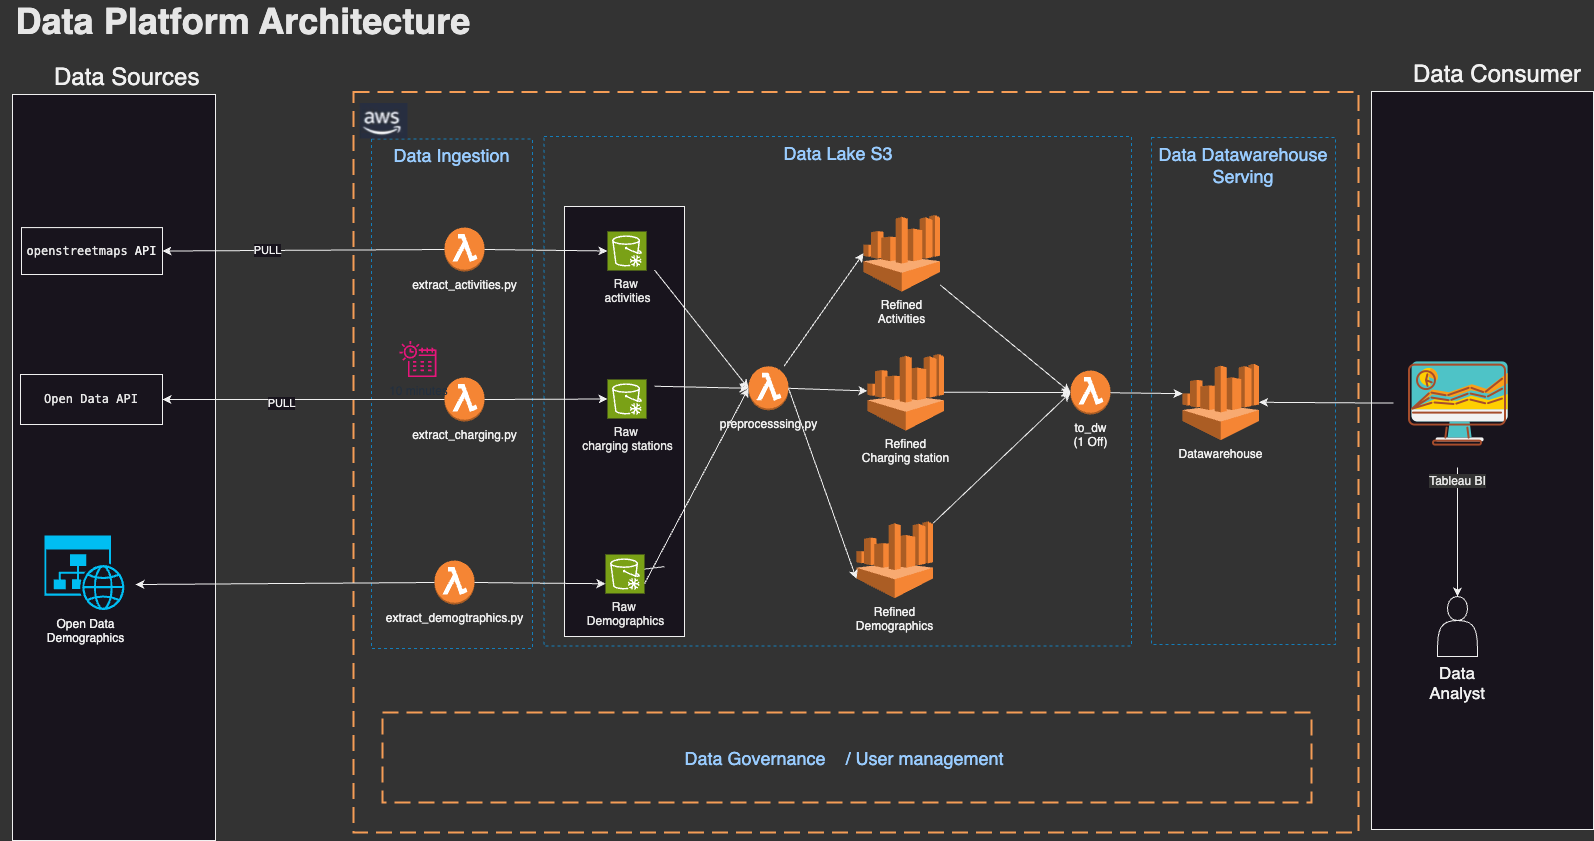 Data Platform Architecture
Data Sources
Data Consumer
aws
Data Ingestion
Data Lake S3
Data Datawarehouse
Serving
openstreetmaps API
PULL
extract_activities.py
Raw
activities
Refined
Activities
Open Data API
PULL
extract_charging.py
Raw
charging stations
preprocesssing.py
Refined
Charging station
to_dw
(1 Off)
Datawarehouse
Tableau BI
Open Data
Demographics
extract_demogtraphics.py
Raw
Demographics
Refined
Demographics
Data
Analyst
Data Governance / User management